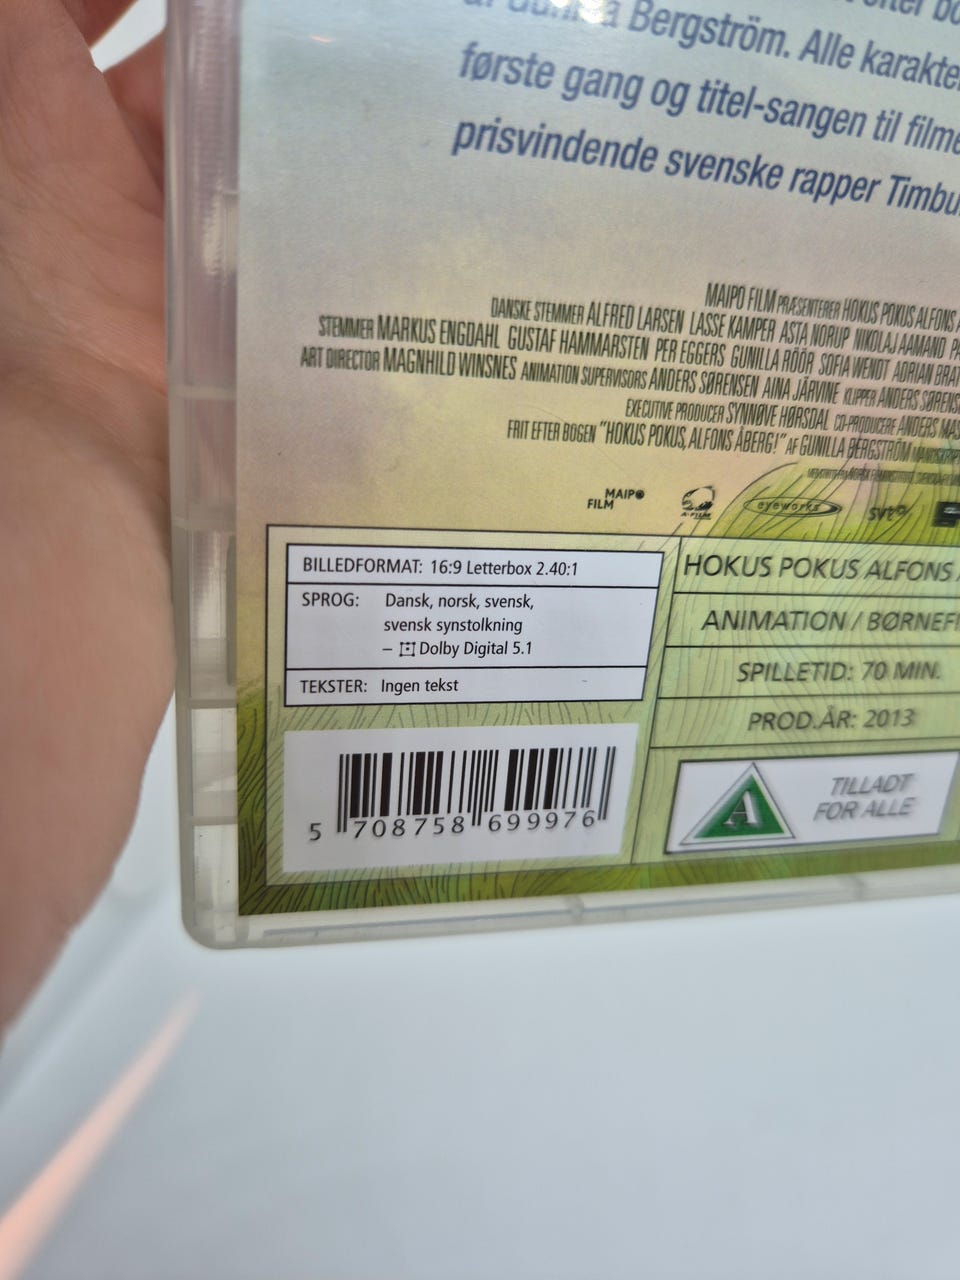 Bergström. Alle
første gang og titel-sangen til
prisvindende svenske rapper
MAIPO FILM PRÆSENTERER HOKUS POKUS ALFONS
DANSKE STEMMER ALFRED LARSEN LASSE KAMPER ASTA NORUP NIKOLAJ AAMAND
STEMMER MARKUS ENGDAHL GUSTAF HAMMARSTEN PER EGGERS GUNILLA RÖÖR SOFIA WENDT ADRIAN
ART DIRECTOR MAGNHILD WINSNES ANIMATION SUPERVISORS ANDERS SØRENSEN AINA JÄRVINE KLIPPER ANDERS
EXECUTIVE PRODUCER SYNNØVE HØRSDAL CO-PRODUCERE ANDERS
FRIT EFTER BOGEN "HOKUS POKUS, ALFONS ÅBERG!" AF GUNILLA BERGSTRÖM
MAIPO
FILM
A-FILM
eyeworks
svt
BILLEDFORMAT: 16:9 Letterbox 2.40:1
SPROG: Dansk, norsk, svensk,
svensk synstolkning
– Dolby Digital 5.1
TEKSTER: Ingen tekst
HOKUS POKUS ALFONS
ANIMATION /
SPILLETID: 70 MIN.
PROD.ÅR: 2013
A
TILLADT
FOR ALLE
5 708758 699976